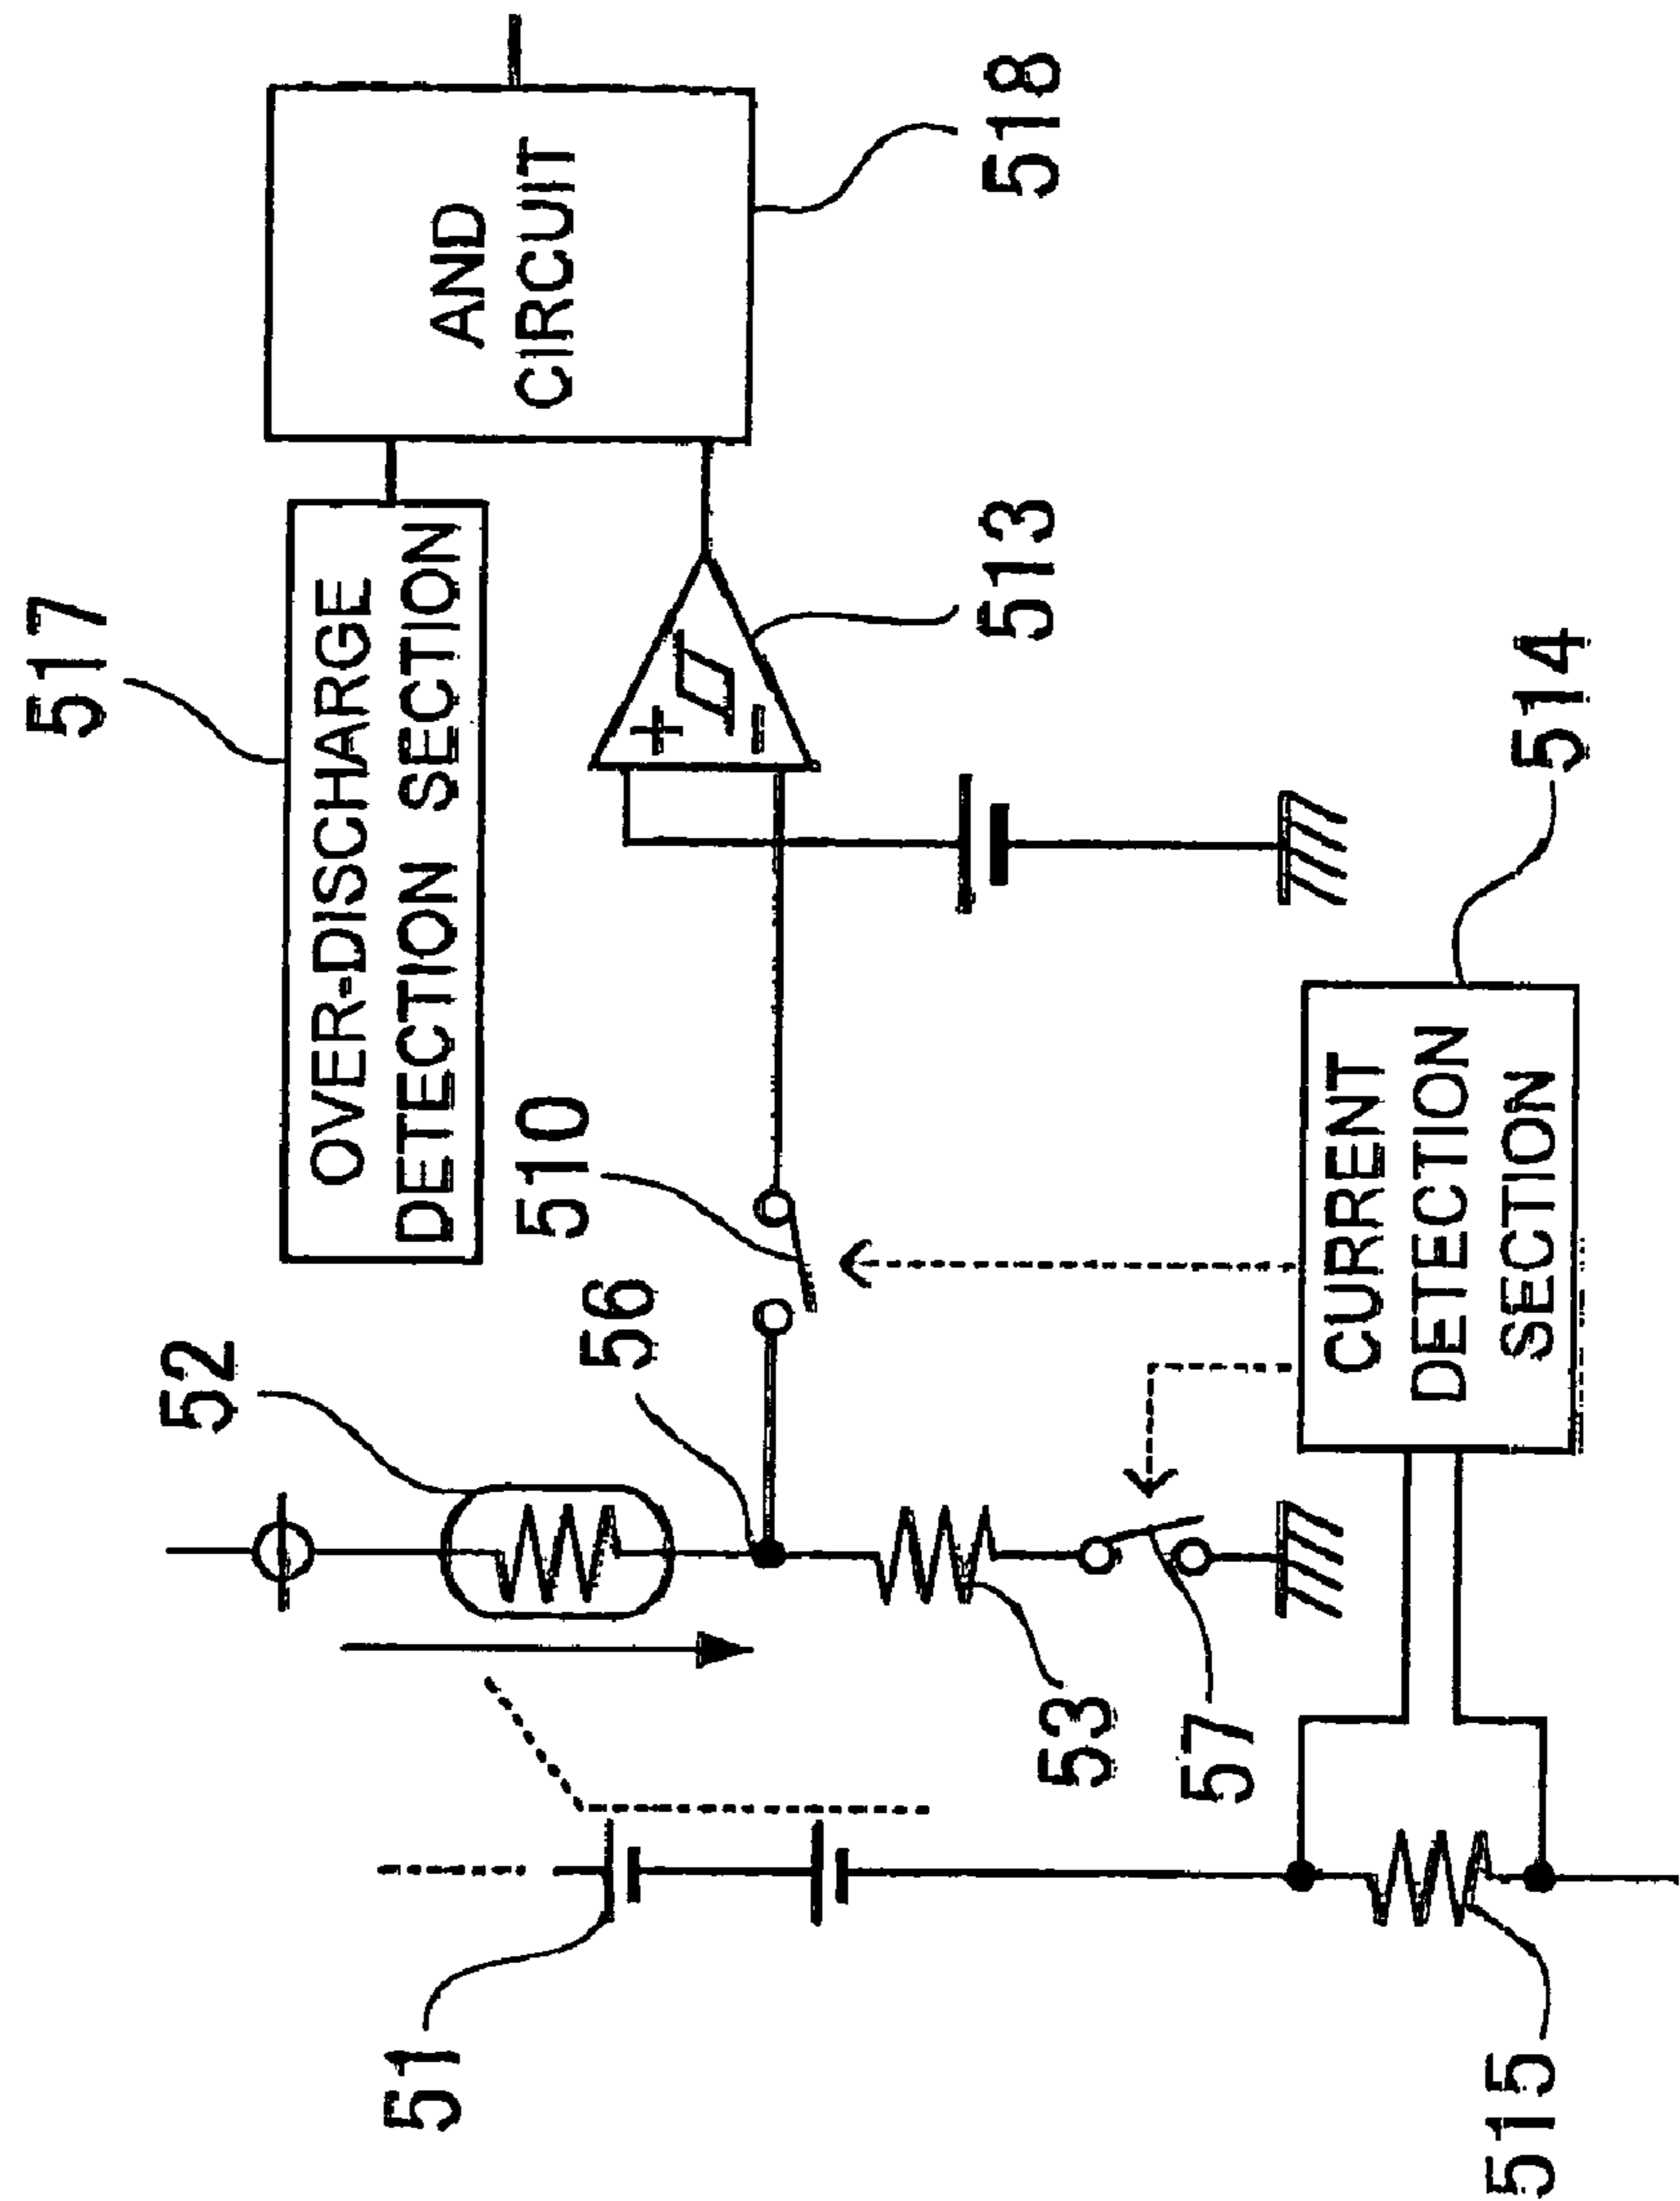 517
52
OVER-DISCHARGE
DETECTION SECTION
51
AND
CIRCUIT
510
56
+
−
513
518
53
57
CURRENT
DETECTION
SECTION
515
514